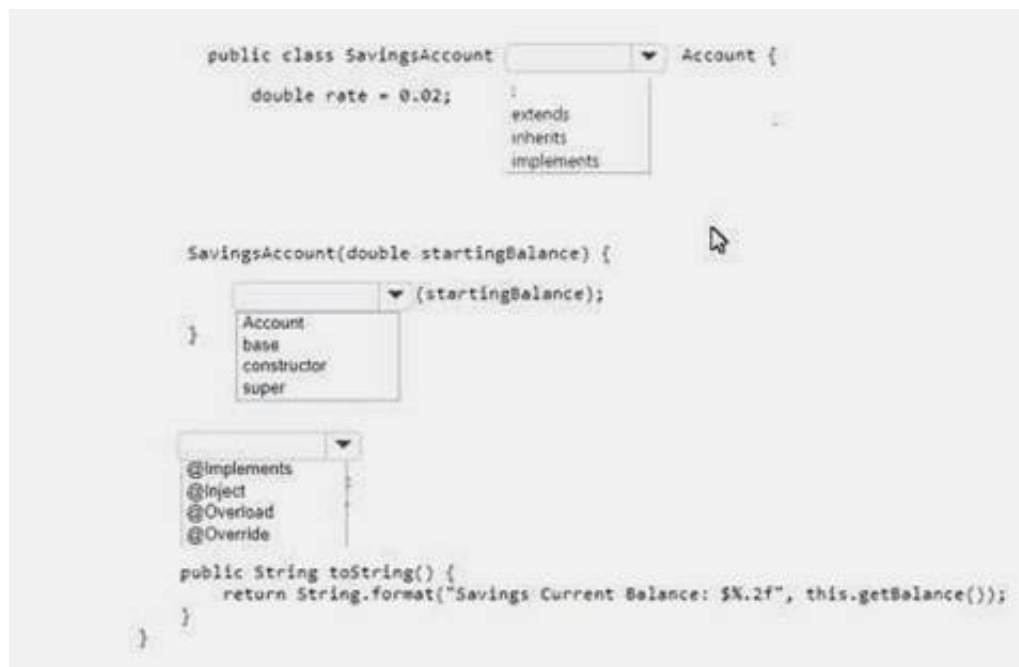 public class SavingsAccount Account {
double rate = 0.02;
:
extends
inherits
implements
SavingsAccount(double startingBalance) {
(startingBalance);
}
Account
base
constructor
super
@Implements
@Inject
@Overload
@Override
public String toString() {
return String.format("Savings Current Balance: $%.2f", this.getBalance());
}
}